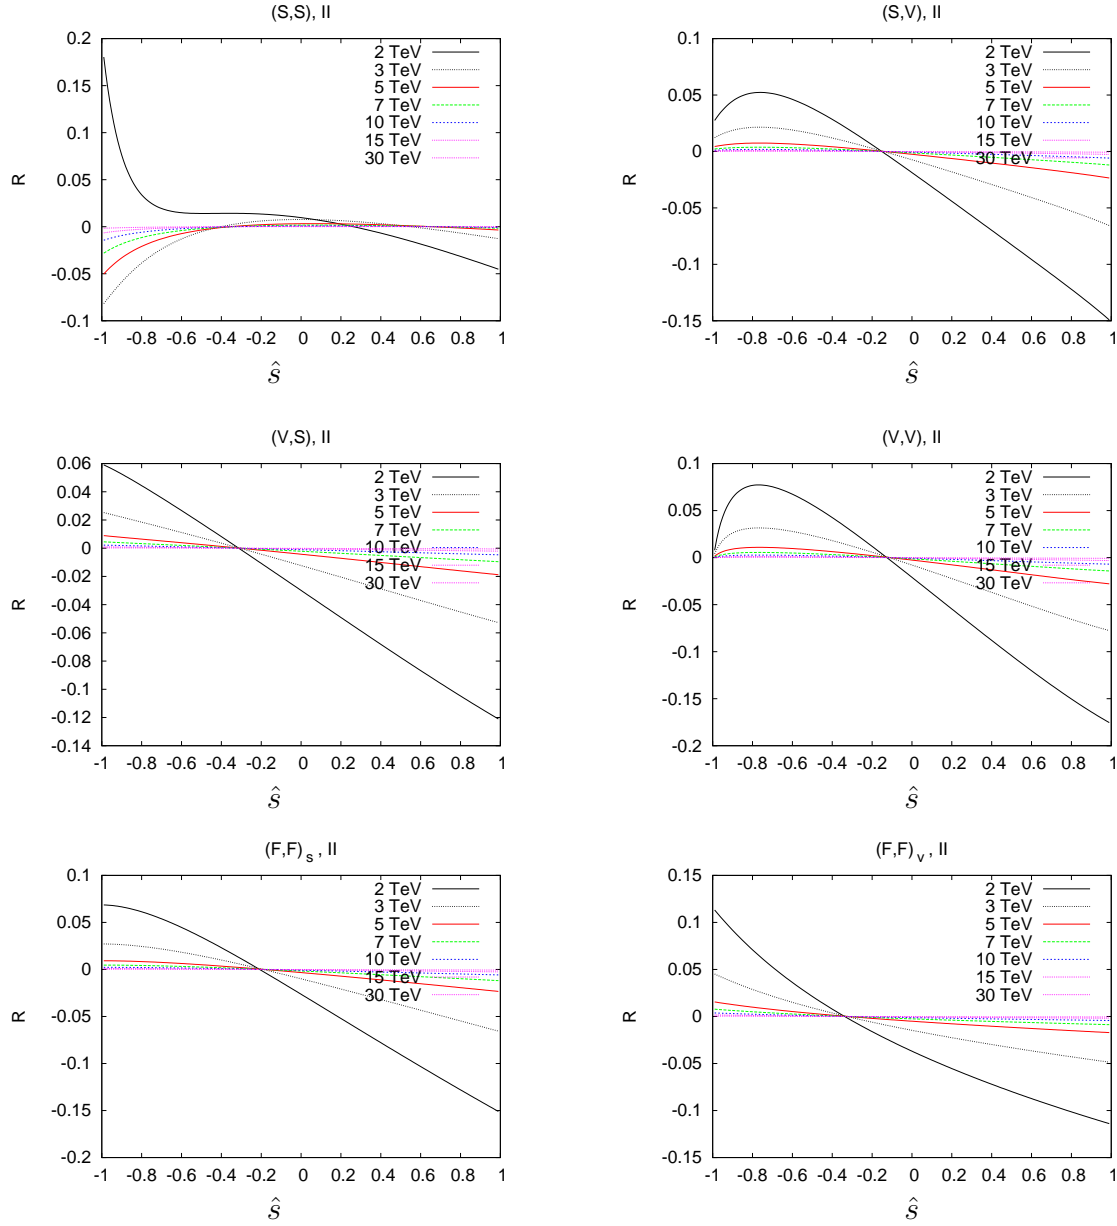 (S,S), II
0.2
0.15
0.1
0.05
0
-0.05
-0.1
R
2 TeV
3 TeV
5 TeV
7 TeV
10 TeV
15 TeV
30 TeV
-1 -0.8 -0.6 -0.4 -0.2 0 0.2 0.4 0.6 0.8 1
ŝ
(S,V), II
0.1
0.05
0
-0.05
-0.1
-0.15
R
2 TeV
3 TeV
5 TeV
7 TeV
10 TeV
15 TeV
30 TeV
-1 -0.8 -0.6 -0.4 -0.2 0 0.2 0.4 0.6 0.8 1
ŝ
(V,S), II
0.06
0.04
0.02
0
-0.02
-0.04
-0.06
-0.08
-0.1
-0.12
-0.14
R
2 TeV
3 TeV
5 TeV
7 TeV
10 TeV
15 TeV
30 TeV
-1 -0.8 -0.6 -0.4 -0.2 0 0.2 0.4 0.6 0.8 1
ŝ
(V,V), II
0.1
0.05
0
-0.05
-0.1
-0.15
-0.2
R
2 TeV
3 TeV
5 TeV
7 TeV
10 TeV
15 TeV
30 TeV
-1 -0.8 -0.6 -0.4 -0.2 0 0.2 0.4 0.6 0.8 1
ŝ
(F,F)s , II
0.1
0.05
0
-0.05
-0.1
-0.15
-0.2
R
2 TeV
3 TeV
5 TeV
7 TeV
10 TeV
15 TeV
30 TeV
-1 -0.8 -0.6 -0.4 -0.2 0 0.2 0.4 0.6 0.8 1
ŝ
(F,F)v , II
0.15
0.1
0.05
0
-0.05
-0.1
-0.15
R
2 TeV
3 TeV
5 TeV
7 TeV
10 TeV
15 TeV
30 TeV
-1 -0.8 -0.6 -0.4 -0.2 0 0.2 0.4 0.6 0.8 1
ŝ